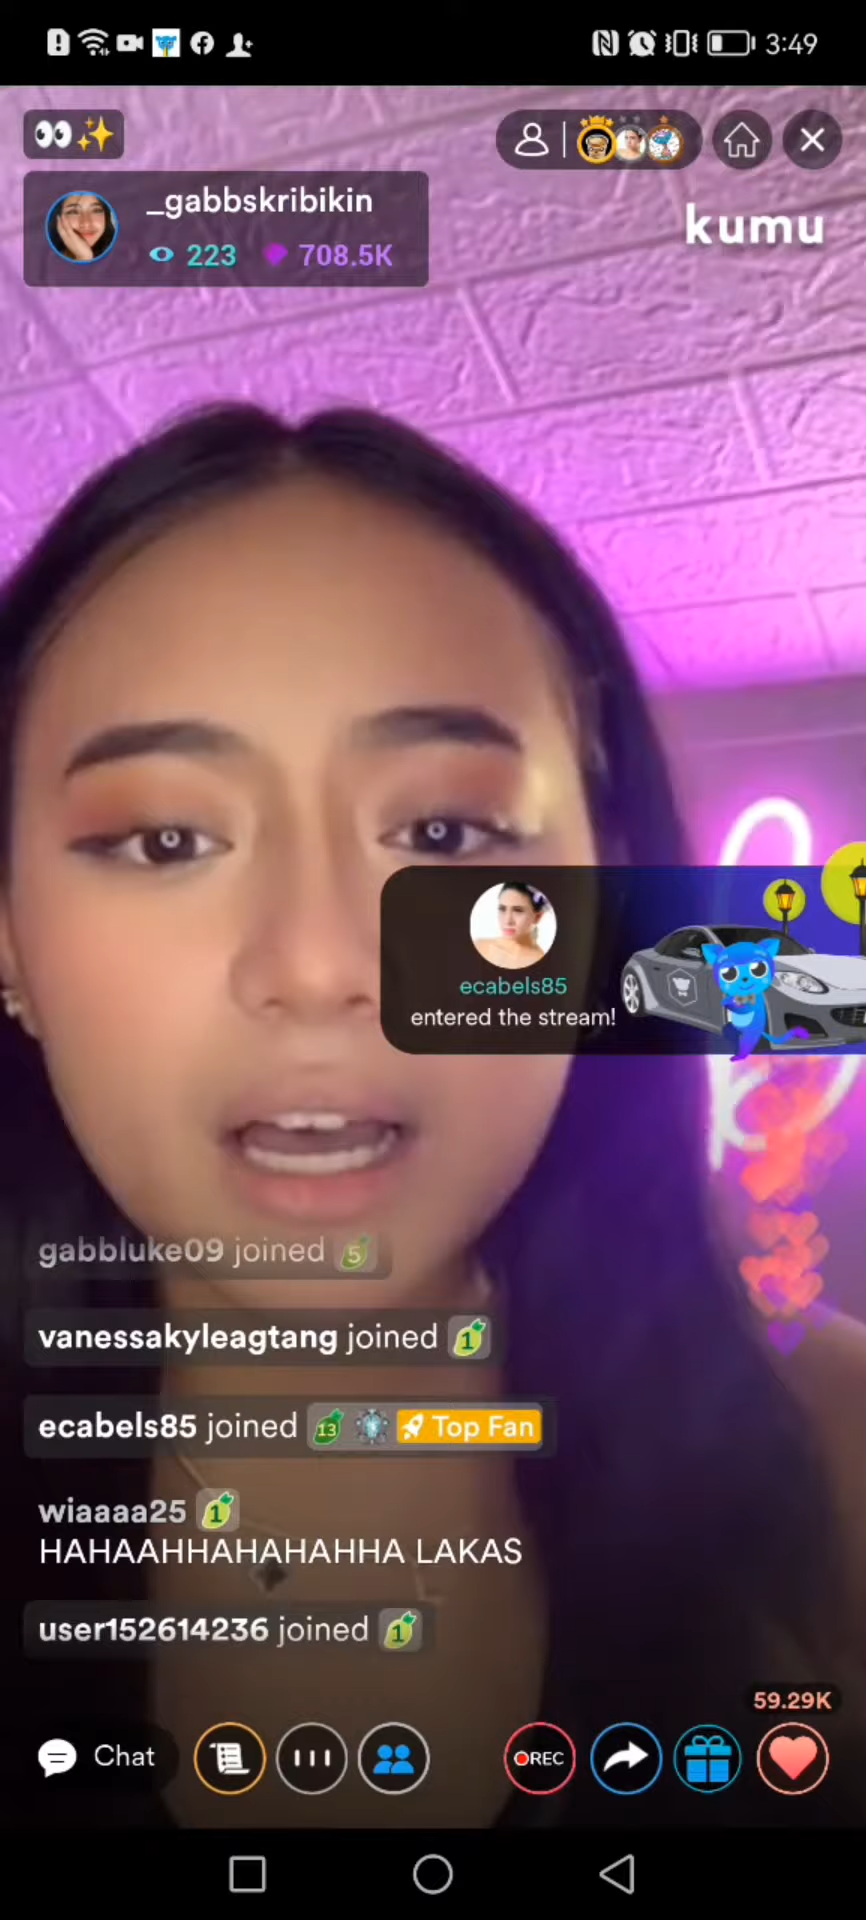 3:49
_gabbskribikin
223 708.5K
kumu
ecabels85
entered the stream!
gabbluke09 joined 5
vanessakyleagtang joined 1
ecabels85 joined 13 Top Fan
wiaaaa25 1
HAHAAHHAHAHAHHA LAKAS
user152614236 joined 1
59.29K
Chat
REC